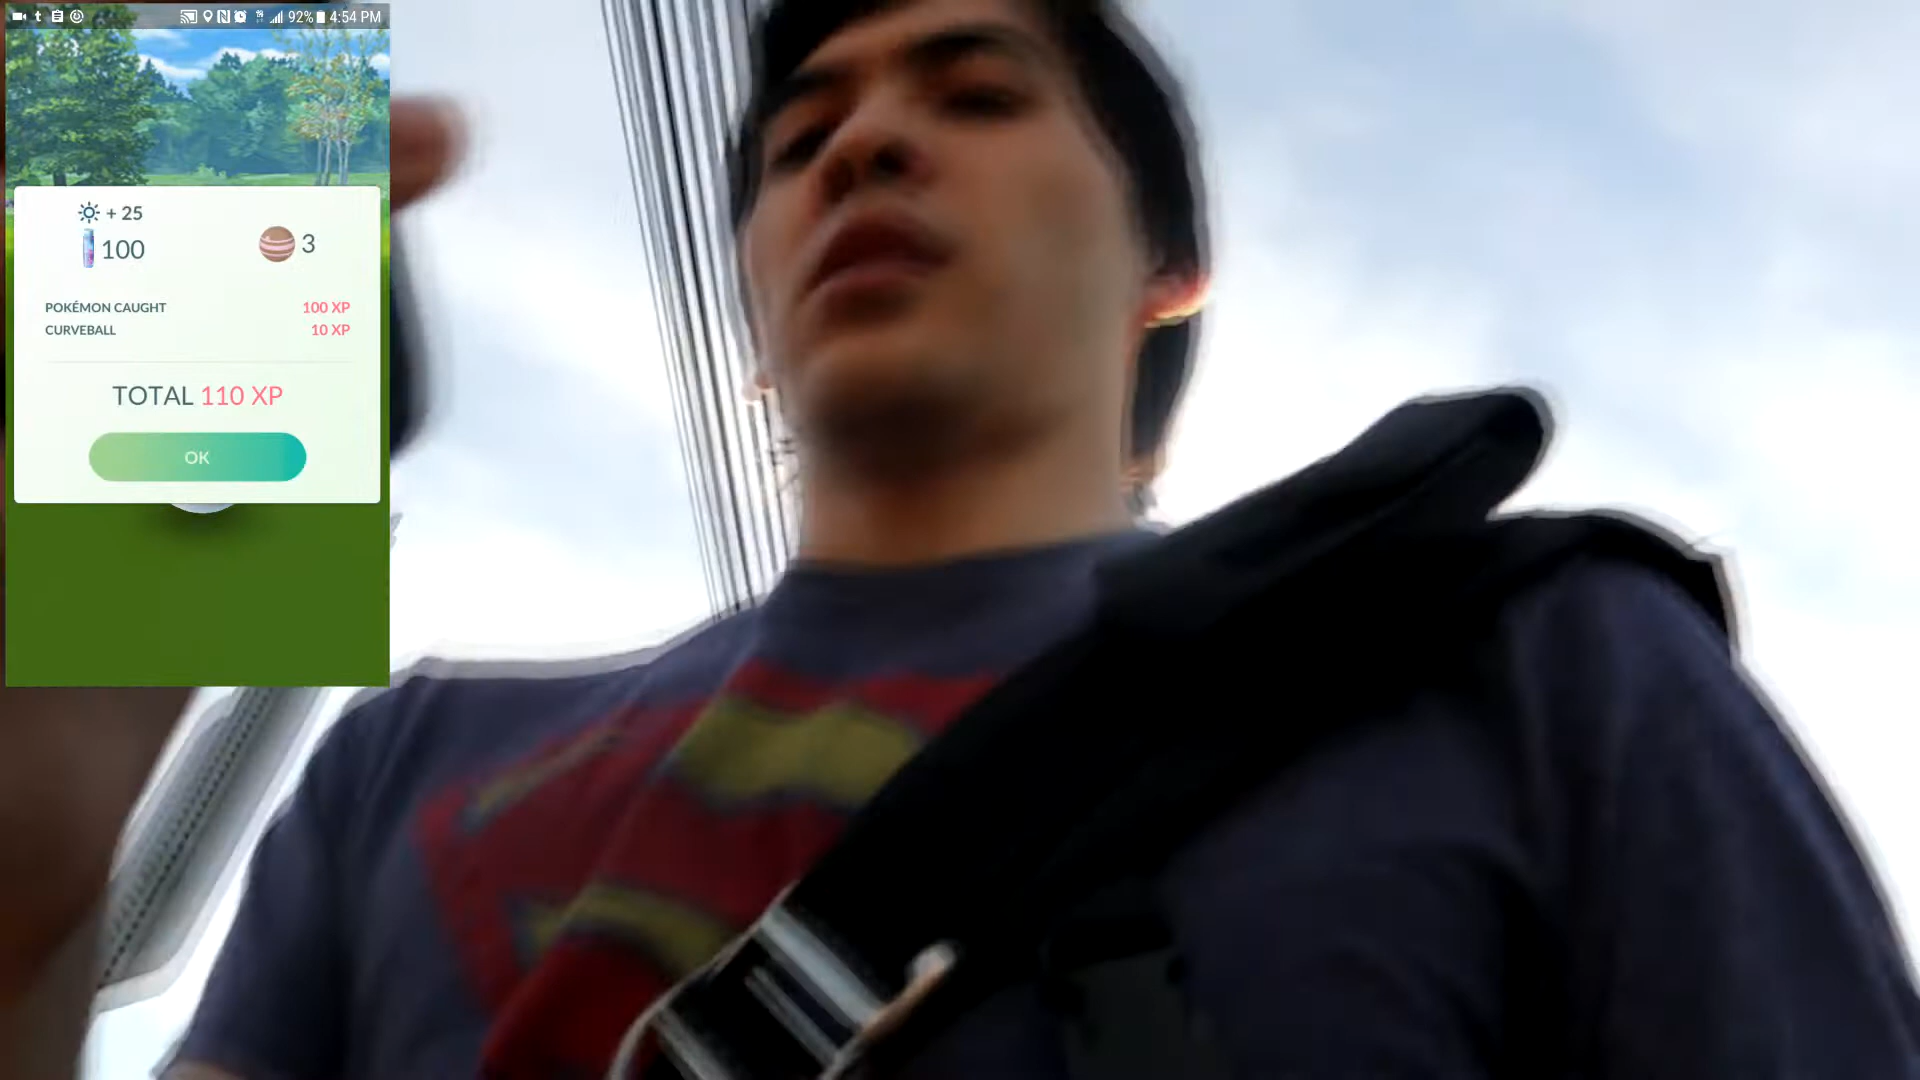 92% 4:54 PM
+ 25
100
3
POKÉMON CAUGHT 100 XP
CURVEBALL 10 XP
TOTAL 110 XP
OK